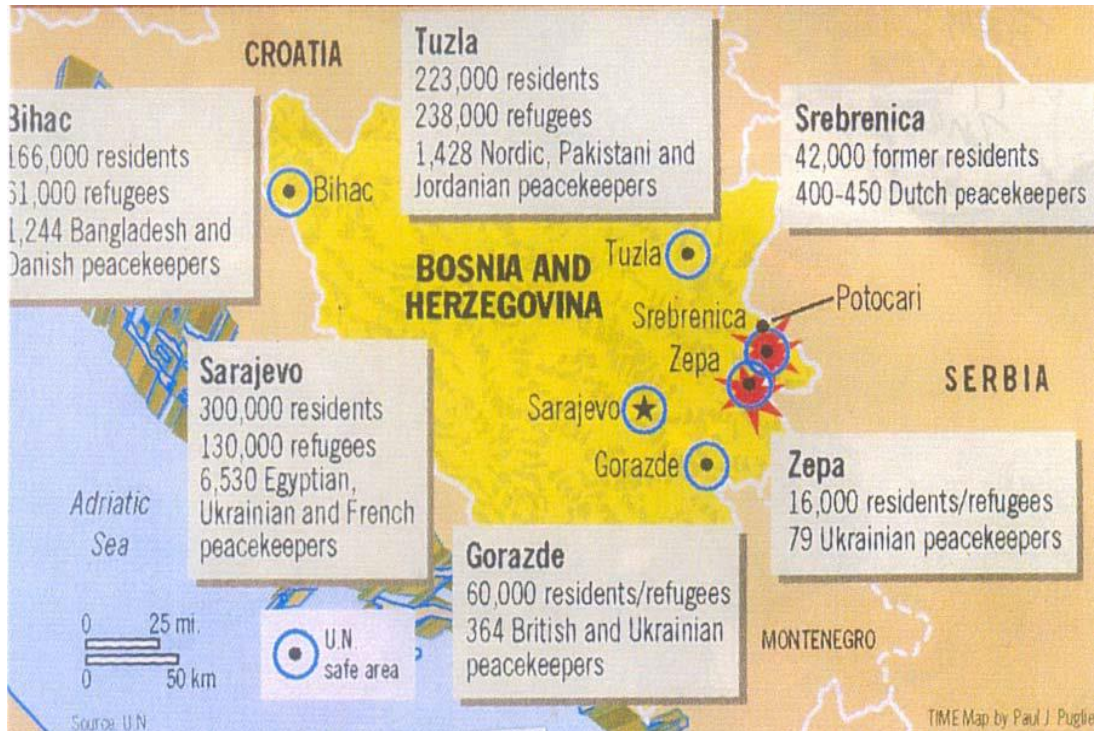 CROATIA
Tuzla
223,000 residents
238,000 refugees
1,428 Nordic, Pakistani and
Jordanian peacekeepers
Bihac
166,000 residents
61,000 refugees
1,244 Bangladesh and
Danish peacekeepers
Srebrenica
42,000 former residents
400-450 Dutch peacekeepers
Bihac
Tuzla
BOSNIA AND
HERZEGOVINA
Srebrenica
Potocari
Zepa
SERBIA
Sarajevo
Gorazde
Sarajevo
300,000 residents
130,000 refugees
6,530 Egyptian,
Ukrainian and French
peacekeepers
Zepa
16,000 residents/refugees
79 Ukrainian peacekeepers
Adriatic
Sea
Gorazde
60,000 residents/refugees
364 British and Ukrainian
peacekeepers
MONTENEGRO
0 25 mi.
0 50 km
U.N.
safe area
Source U.N
TIME Map by Paul J. Puglie